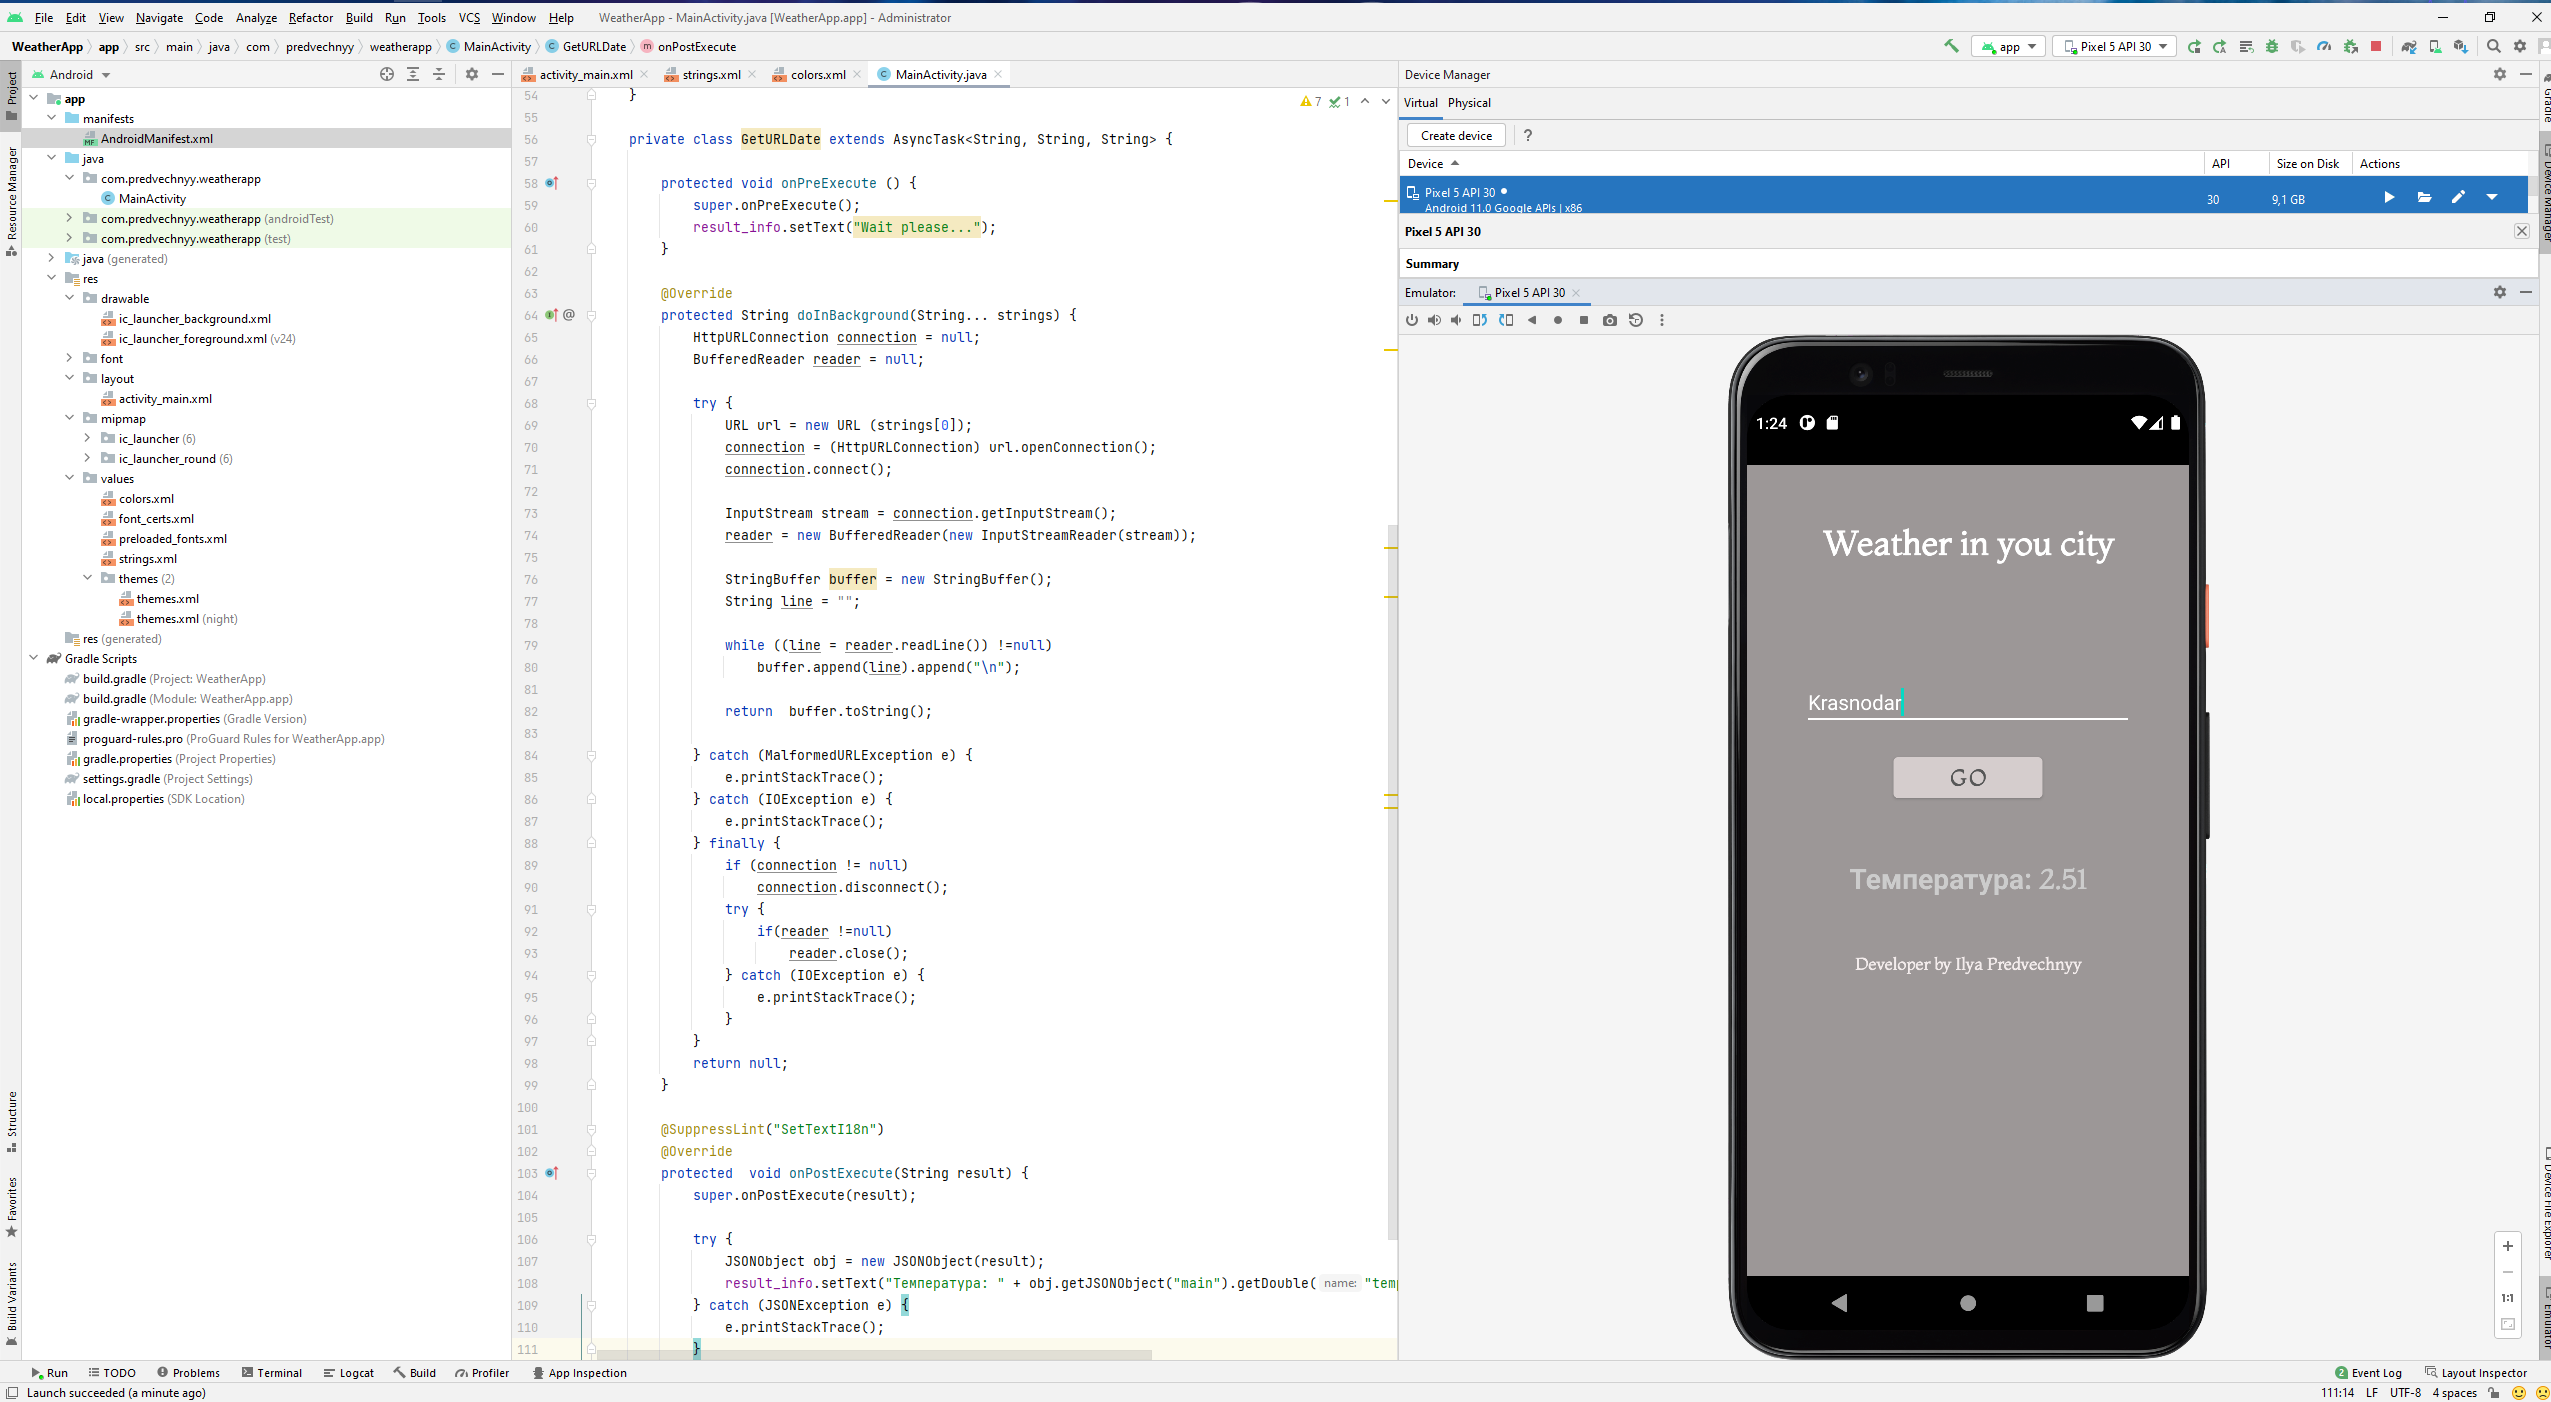 File Edit View Navigate Code Analyze Refactor Build Run Tools VCS Window Help WeatherApp - MainActivity.java [WeatherApp.app] - Administrator
WeatherApp app src main java com predvechnyy weatherapp MainActivity GetURLDate onPostExecute
app Pixel 5 API 30
Project
Resource Manager
Structure
Favorites
Build Variants
Android
app
manifests
AndroidManifest.xml
java
com.predvechnyy.weatherapp
MainActivity
com.predvechnyy.weatherapp (androidTest)
com.predvechnyy.weatherapp (test)
java (generated)
res
drawable
ic_launcher_background.xml
ic_launcher_foreground.xml (v24)
font
layout
activity_main.xml
mipmap
ic_launcher (6)
ic_launcher_round (6)
values
colors.xml
font_certs.xml
preloaded_fonts.xml
strings.xml
themes (2)
themes.xml
themes.xml (night)
res (generated)
Gradle Scripts
build.gradle (Project: WeatherApp)
build.gradle (Module: WeatherApp.app)
gradle-wrapper.properties (Gradle Version)
proguard-rules.pro (ProGuard Rules for WeatherApp.app)
gradle.properties (Project Properties)
settings.gradle (Project Settings)
local.properties (SDK Location)
activity_main.xml strings.xml colors.xml MainActivity.java
7 1
54 }
55
56 private class GetURLDate extends AsyncTask<String, String, String> {
57
58 protected void onPreExecute () {
59 super.onPreExecute();
60 result_info.setText("Wait please...");
61 }
62
63 @Override
64 @ protected String doInBackground(String... strings) {
65 HttpURLConnection connection = null;
66 BufferedReader reader = null;
67
68 try {
69 URL url = new URL (strings[0]);
70 connection = (HttpURLConnection) url.openConnection();
71 connection.connect();
72
73 InputStream stream = connection.getInputStream();
74 reader = new BufferedReader(new InputStreamReader(stream));
75
76 StringBuffer buffer = new StringBuffer();
77 String line = "";
78
79 while ((line = reader.readLine()) !=null)
80 buffer.append(line).append("\n");
81
82 return  buffer.toString();
83
84 } catch (MalformedURLException e) {
85 e.printStackTrace();
86 } catch (IOException e) {
87 e.printStackTrace();
88 } finally {
89 if (connection != null)
90 connection.disconnect();
91 try {
92 if(reader !=null)
93 reader.close();
94 } catch (IOException e) {
95 e.printStackTrace();
96 }
97 }
98 return null;
99 }
100
101 @SuppressLint("SetTextI18n")
102 @Override
103 protected  void onPostExecute(String result) {
104 super.onPostExecute(result);
105
106 try {
107 JSONObject obj = new JSONObject(result);
108 result_info.setText("Температура: " + obj.getJSONObject("main").getDouble( name: "tem
109 } catch (JSONException e) {
110 e.printStackTrace();
111 }
Device Manager
Virtual Physical
Create device ?
Device API Size on Disk Actions
Pixel 5 API 30 30 9,1 GB
Android 11.0 Google APIs | x86
Pixel 5 API 30
Summary
Emulator: Pixel 5 API 30
1:24
Weather in you city
Krasnodar
GO
Температура: 2.51
Developer by Ilya Predvechnyy
1:1
Gradle
Device Manager
Device File Explorer
Emulator
Run TODO Problems Terminal Logcat Build Profiler App Inspection 2 Event Log Layout Inspector
Launch succeeded (a minute ago) 111:14 LF UTF-8 4 spaces